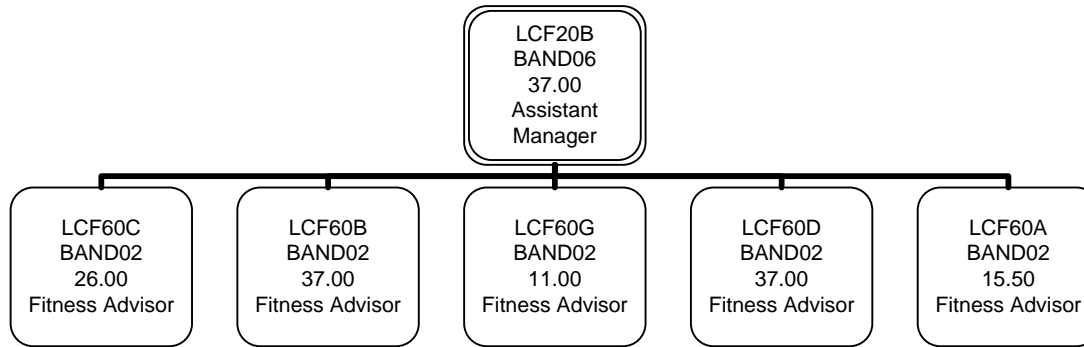 LCF20B
BAND06
37.00
Assistant
Manager
LCF60C
BAND02
26.00
Fitness Advisor
LCF60B
BAND02
37.00
Fitness Advisor
LCF60G
BAND02
11.00
Fitness Advisor
LCF60D
BAND02
37.00
Fitness Advisor
LCF60A
BAND02
15.50
Fitness Advisor